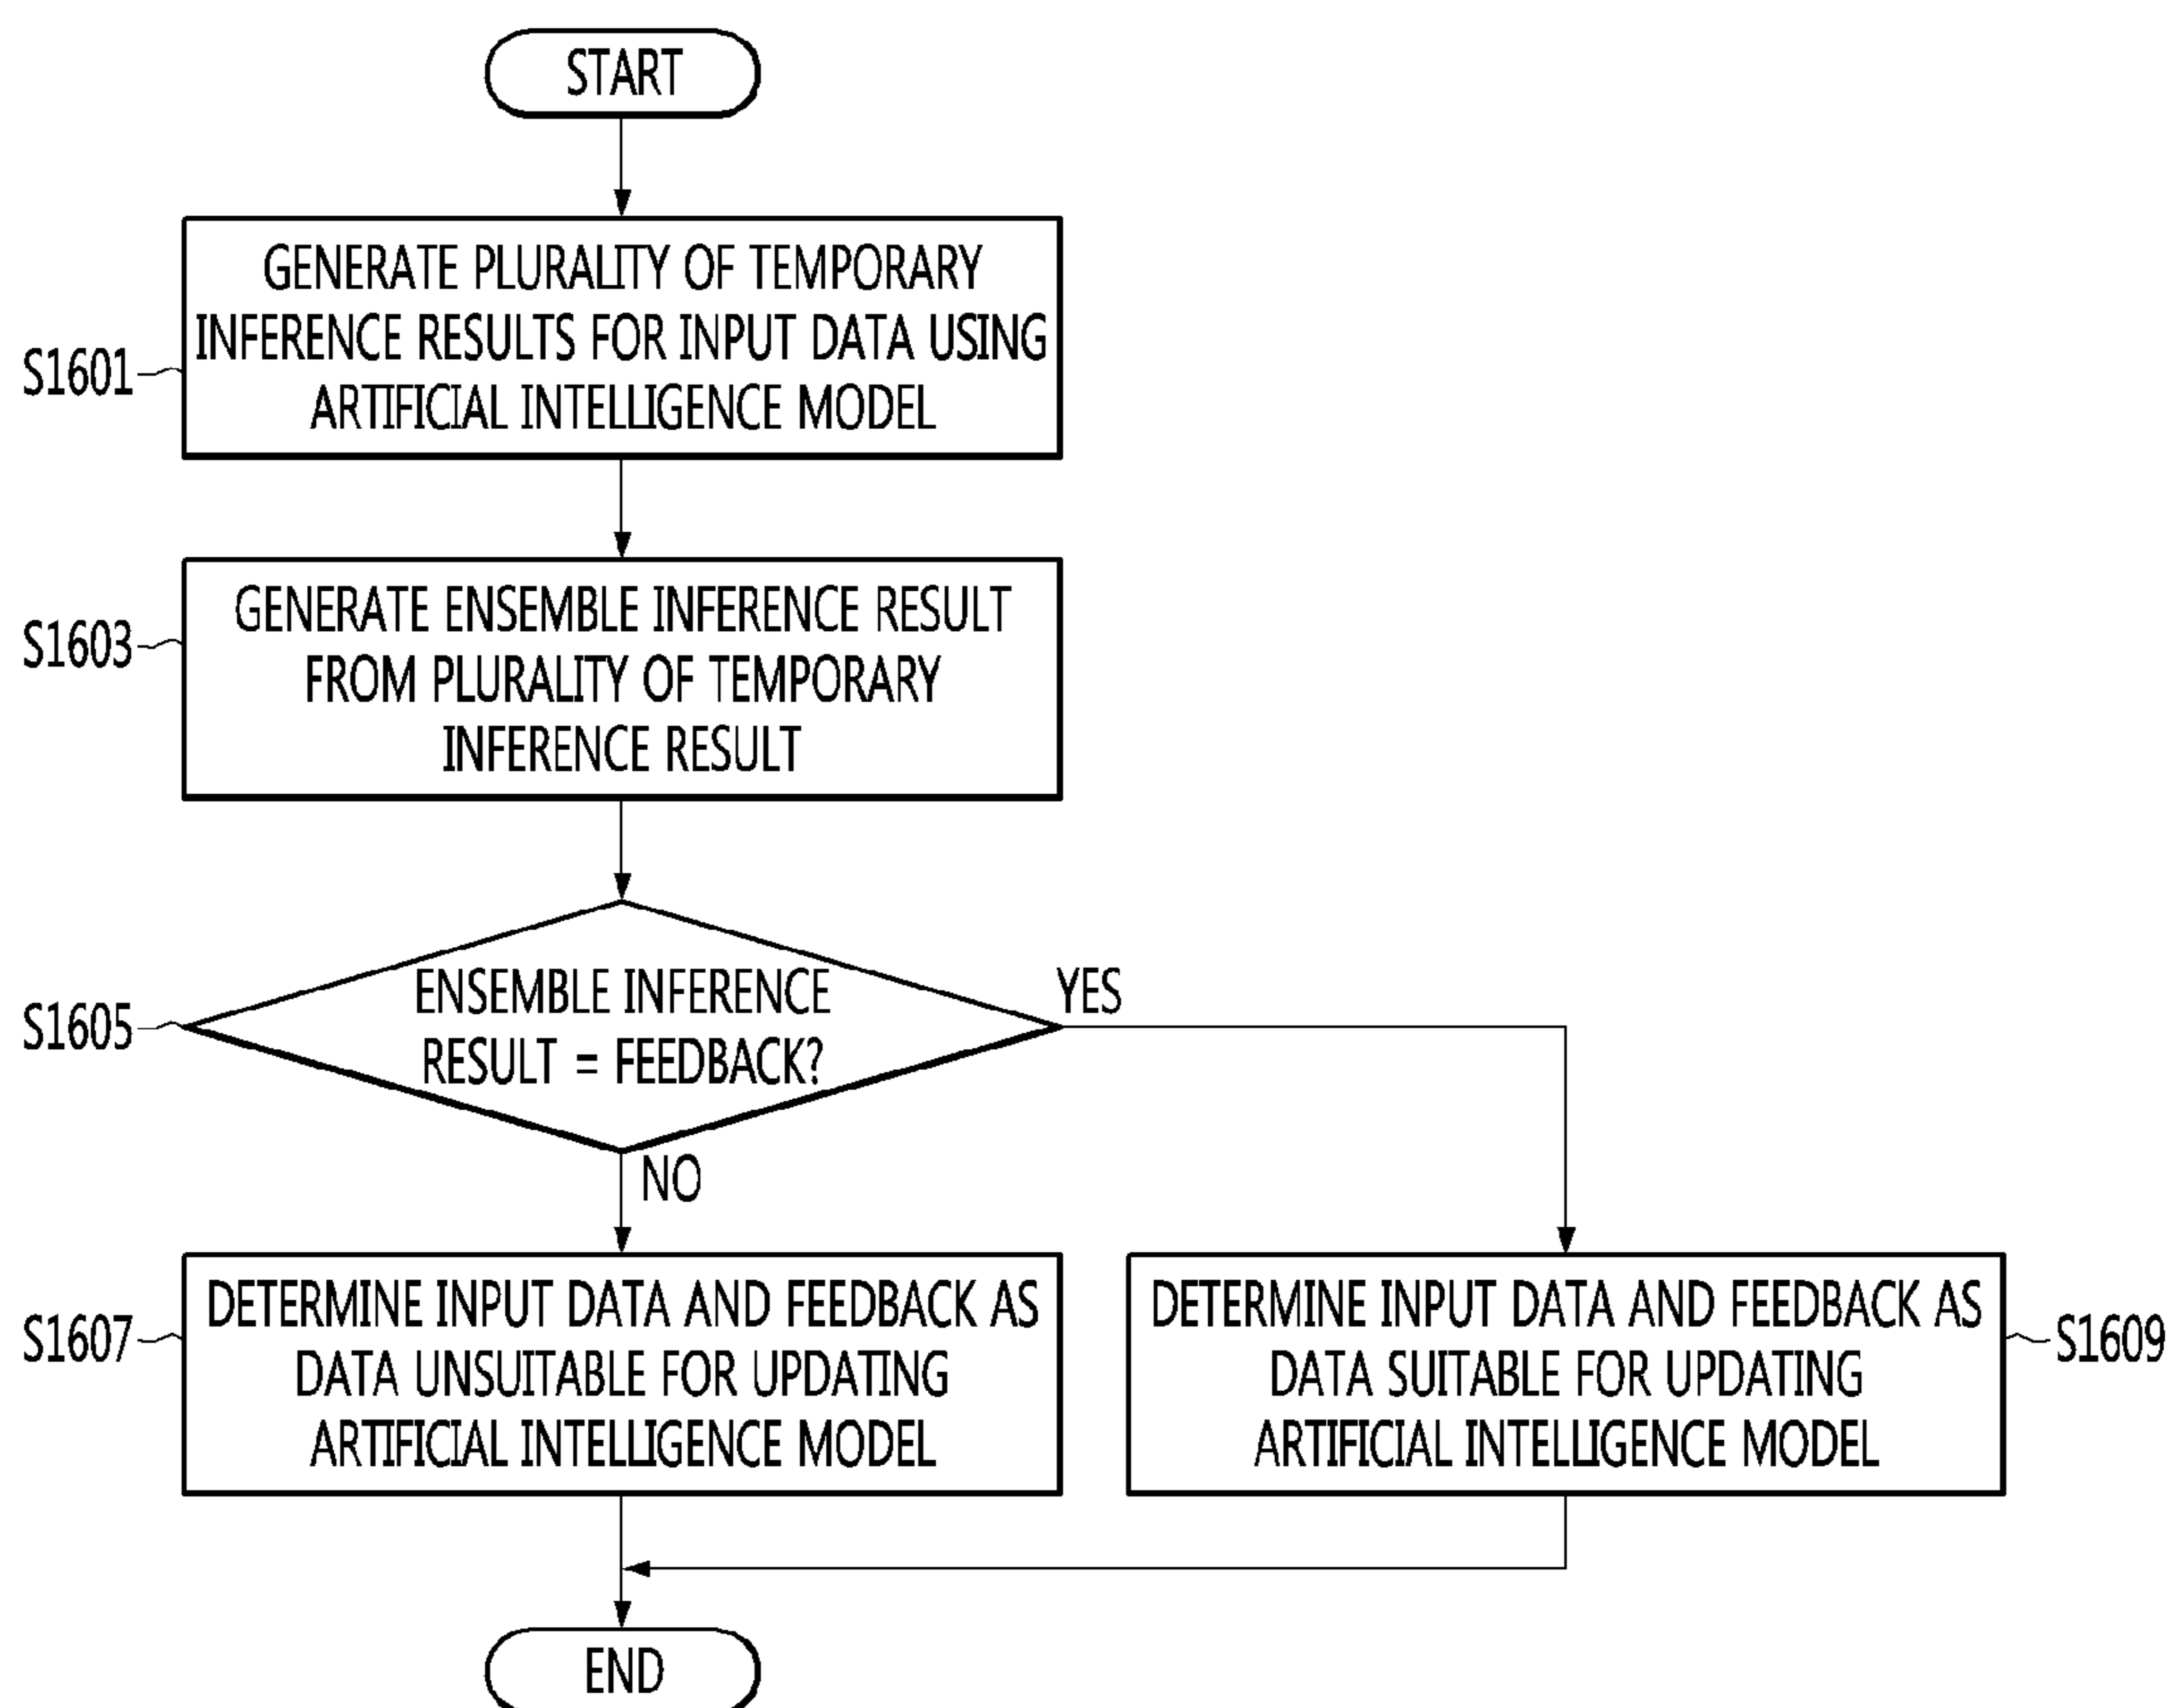 START
GENERATE PLURALITY OF TEMPORARY
INFERENCE RESULTS FOR INPUT DATA USING
ARTIFICIAL INTELLIGENCE MODEL
S1601
GENERATE ENSEMBLE INFERENCE RESULT
FROM PLURALITY OF TEMPORARY
INFERENCE RESULT
S1603
ENSEMBLE INFERENCE
RESULT = FEEDBACK?
S1605
YES
NO
DETERMINE INPUT DATA AND FEEDBACK AS
DATA UNSUITABLE FOR UPDATING
ARTIFICIAL INTELLIGENCE MODEL
S1607
DETERMINE INPUT DATA AND FEEDBACK AS
DATA SUITABLE FOR UPDATING
ARTIFICIAL INTELLIGENCE MODEL
S1609
END